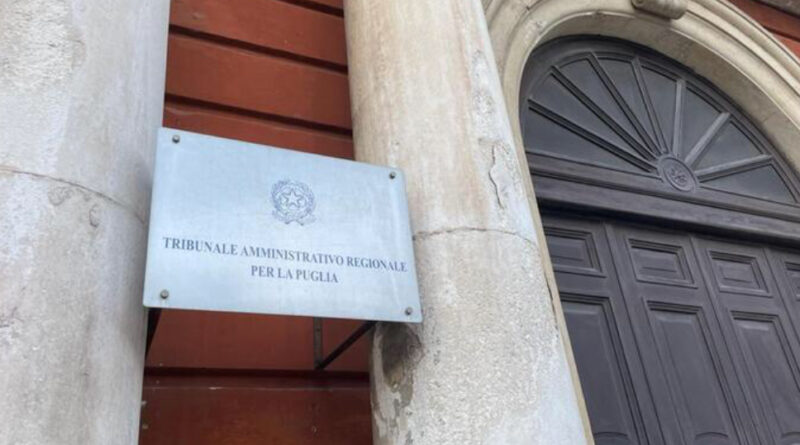 TRIBUNALE AMMINISTRATIVO REGIONALE
PER LA PUGLIA